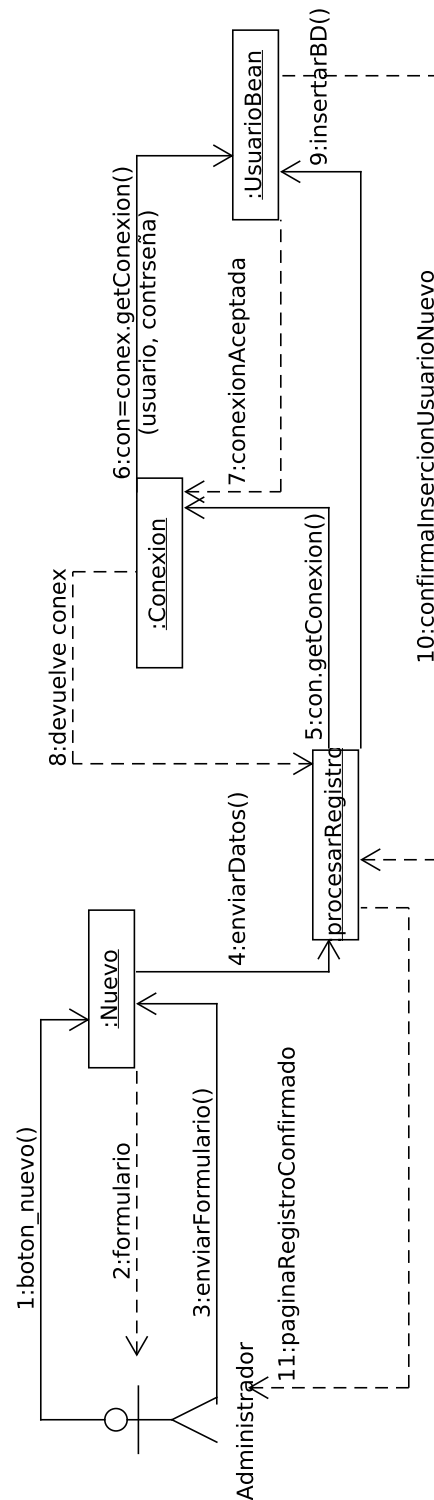 1:boton_nuevo()
2:formulario
3:enviarFormulario()
Administrador
:Nuevo
4:enviarDatos()
11:paginaRegistroConfirmado
8:devuelve conex
:Conexion
5:con.getConexion()
procesarRegistro
6:con=conex.getConexion()
(usuario, contrseña)
7:conexionAceptada
:UsuarioBean
9:insertarBD()
10:confirmaInsercionUsuarioNuevo